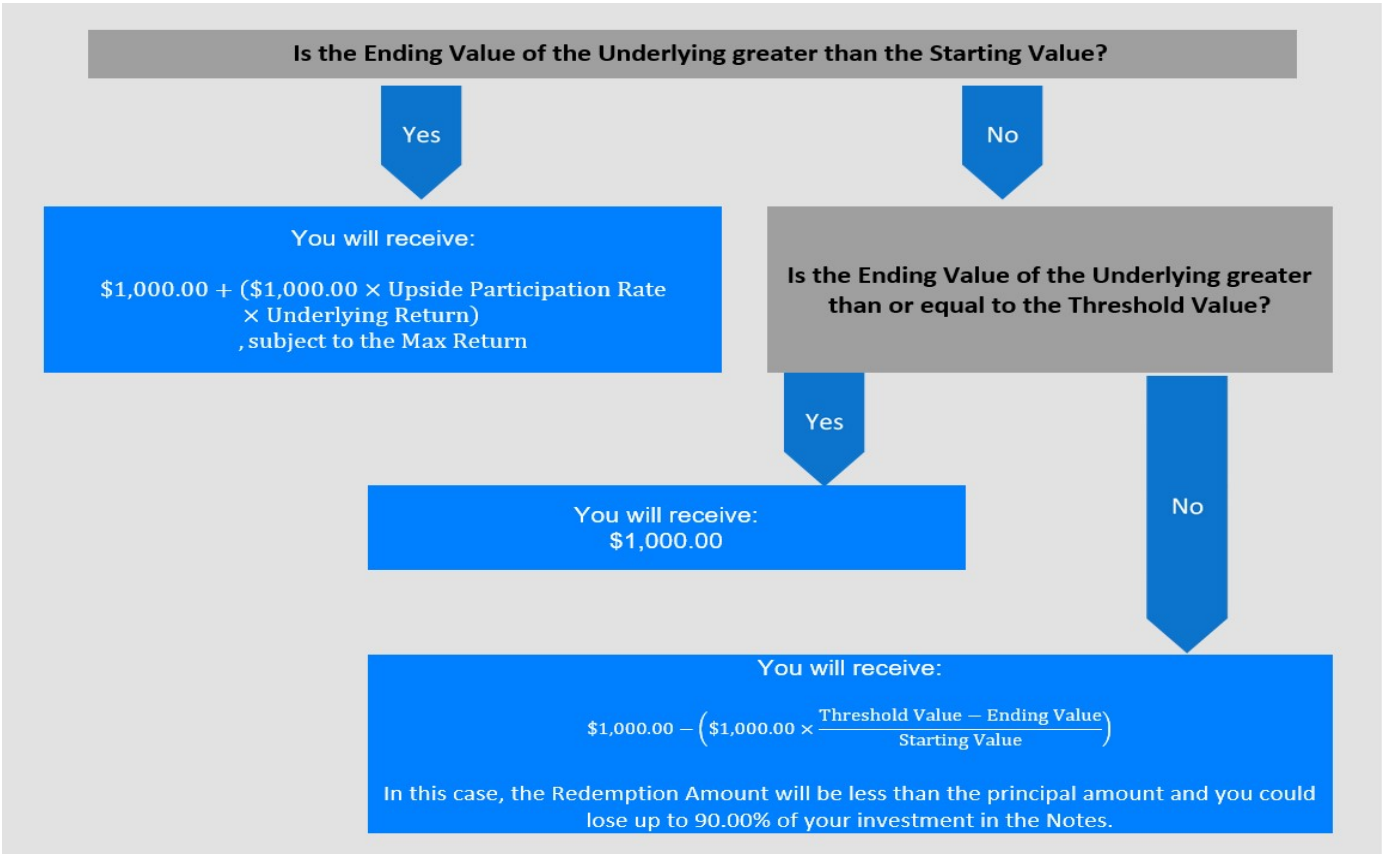 Is the Ending Value of the Underlying greater than the Starting Value?
Yes
No
You will receive:
$1,000.00 + ($1,000.00 × Upside Participation Rate
× Underlying Return)
, subject to the Max Return
Is the Ending Value of the Underlying greater
than or equal to the Threshold Value?
Yes
No
You will receive:
$1,000.00
You will receive:
$1,000.00 − ($1,000.00 × Threshold Value − Ending Value
Starting Value)
In this case, the Redemption Amount will be less than the principal amount and you could
lose up to 90.00% of your investment in the Notes.